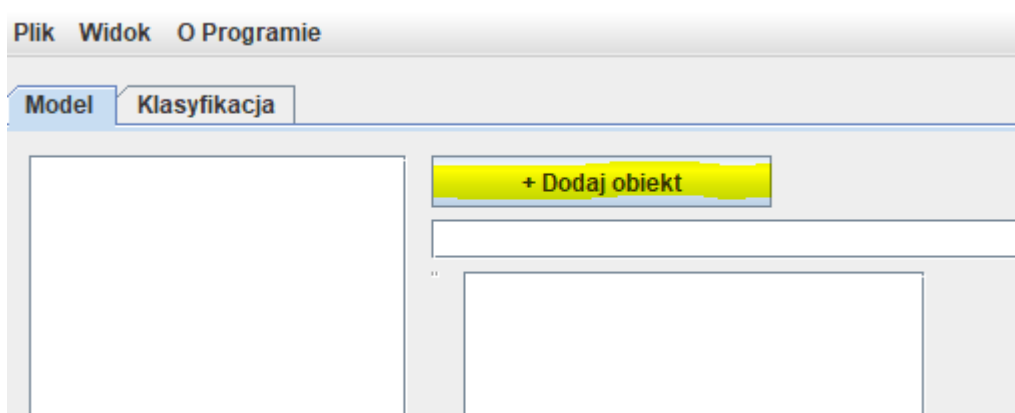 Plik Widok O Programie
Model Klasyfikacja
+ Dodaj obiekt